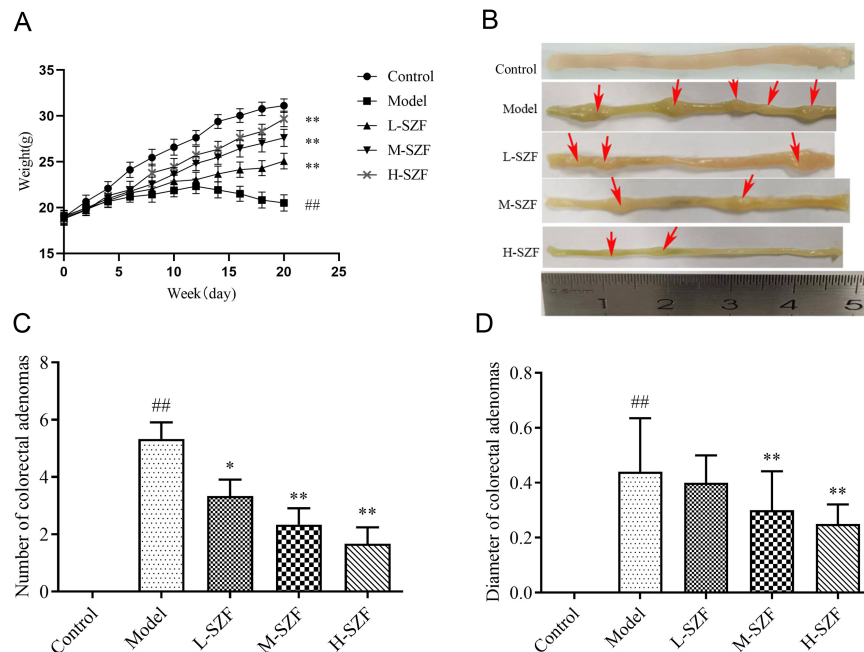 A
35
30
25
20
15
0
5
10
15
20
25
Weight(g)
Week(day)
Control
Model
L-SZF
M-SZF
H-SZF
**
**
**
##
B
Control
Model
L-SZF
M-SZF
H-SZF
0.5mm
1 2 3 4 5
C
Number of colorectal adenomas
8
6
4
2
0
##
*
**
**
Control
Model
L-SZF
M-SZF
H-SZF
D
Diameter of colorectal adenomas
0.8
0.6
0.4
0.2
0.0
##
**
**
Control
Model
L-SZF
M-SZF
H-SZF